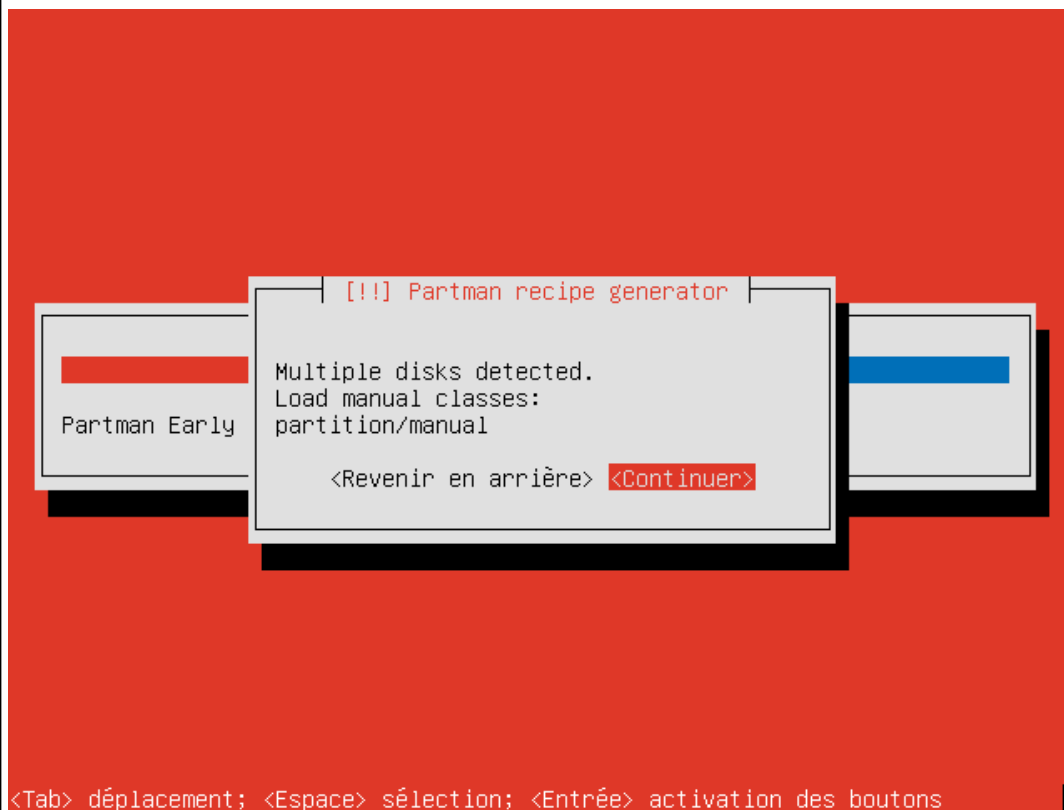 [!!] Partman recipe generator
Multiple disks detected.
Load manual classes:
Partman Early
partition/manual
<Revenir en arrière> <Continuer>
<Tab> déplacement; <Espace> sélection; <Entrée> activation des boutons